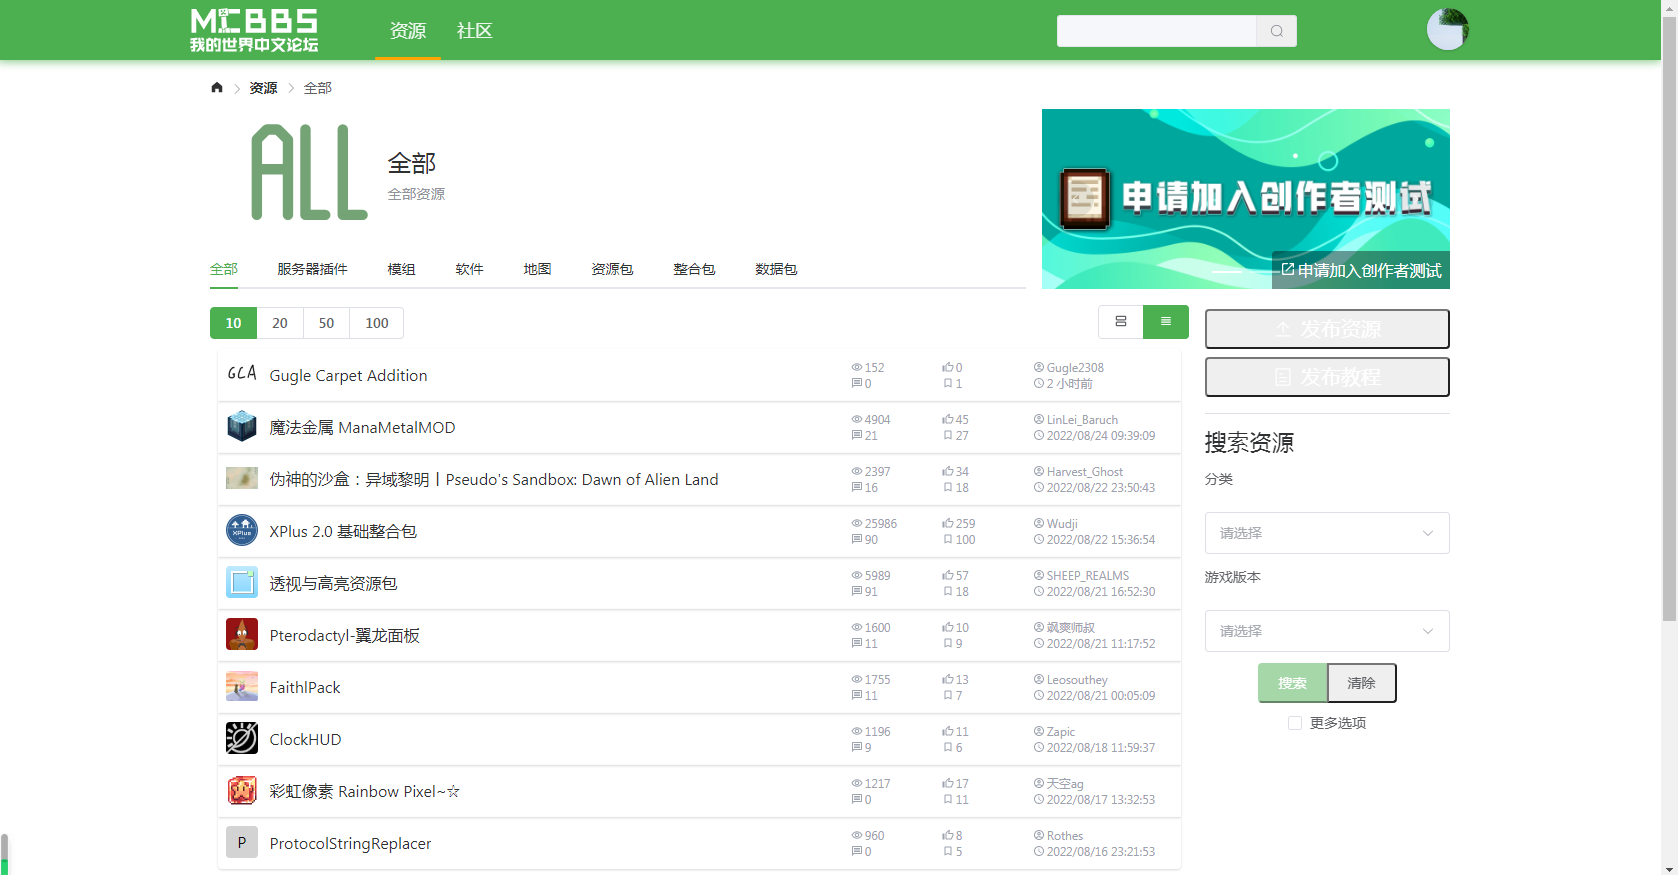 MCBBS
我的世界中文论坛
资源 社区
资源 全部
ALL
全部
全部资源
申请加入创作者测试
申请加入创作者测试
全部 服务器插件 模组 软件 地图 资源包 整合包 数据包
10 20 50 100
发布资源
发布教程
GCA Gugle Carpet Addition 152 0 Gugle2308
0 1 2 小时前
魔法金属 ManaMetalMOD 4904 45 LinLei_Baruch
21 27 2022/08/24 09:39:09
伪神的沙盒：异域黎明丨Pseudo's Sandbox: Dawn of Alien Land 2397 34 Harvest_Ghost
16 18 2022/08/22 23:50:43
XPlus XPlus 2.0 基础整合包 25986 259 Wudji
90 100 2022/08/22 15:36:54
透视与高亮资源包 5989 57 SHEEP_REALMS
91 18 2022/08/21 16:52:30
Pterodactyl-翼龙面板 1600 10 飒爽师叔
11 9 2022/08/21 11:17:52
FaithlPack 1755 13 Leosouthey
11 7 2022/08/21 00:05:09
ClockHUD 1196 11 Zapic
9 6 2022/08/18 11:59:37
彩虹像素 Rainbow Pixel~☆ 1217 17 天空ag
0 11 2022/08/17 13:32:53
P ProtocolStringReplacer 960 8 Rothes
0 5 2022/08/16 23:21:53
搜索资源
分类
请选择
游戏版本
请选择
搜索 清除
更多选项